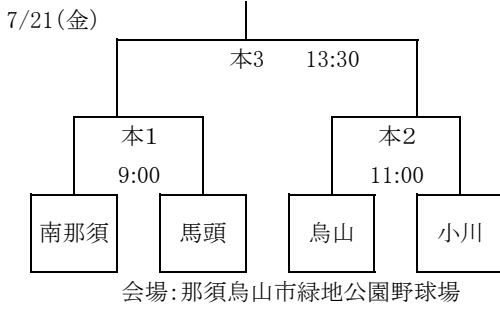 7/21(金)
本3 13:30
本1 本2
9:00 11:00
南那須 馬頭 烏山 小川
会場:那須烏山市緑地公園野球場